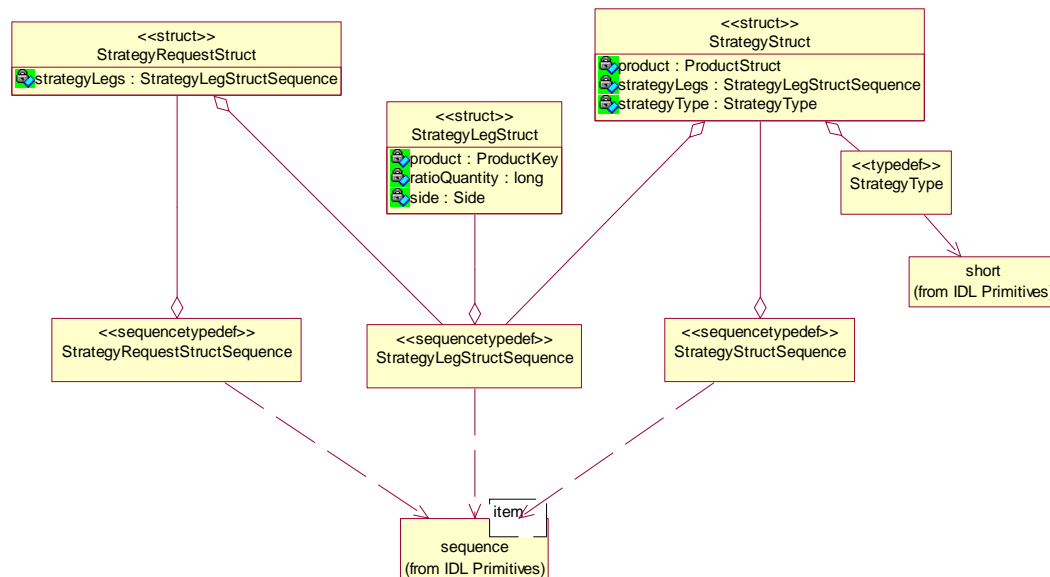 <<struct>>
StrategyRequestStruct
strategyLegs : StrategyLegStructSequence
<<struct>>
StrategyStruct
product : ProductStruct
strategyLegs : StrategyLegStructSequence
strategyType : StrategyType
<<struct>>
StrategyLegStruct
product : ProductKey
ratioQuantity : long
side : Side
<<typedef>>
StrategyType
short
(from IDL Primitives)
<<sequencetypedef>>
StrategyRequestStructSequence
<<sequencetypedef>>
StrategyLegStructSequence
<<sequencetypedef>>
StrategyStructSequence
item
sequence
(from IDL Primitives)